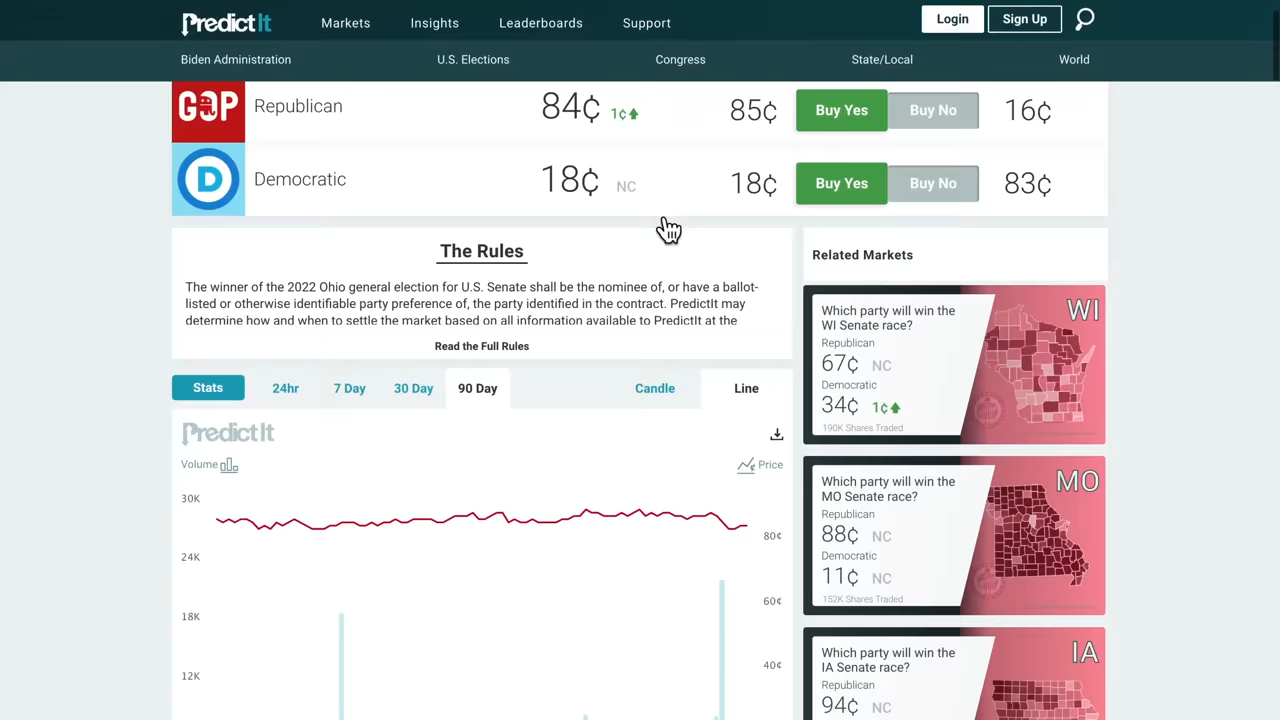 PredictIt
Markets
Insights
Leaderboards
Support
Login
Sign Up
Biden Administration
U.S. Elections
Congress
State/Local
World
GOP
Republican
84¢
1¢
85¢
Buy Yes
Buy No
16¢
D
Democratic
18¢
NC
18¢
Buy Yes
Buy No
83¢
The Rules
The winner of the 2022 Ohio general election for U.S. Senate shall be the nominee of, or have a ballot-
listed or otherwise identifiable party preference of, the party identified in the contract. PredictIt may
determine how and when to settle the market based on all information available to PredictIt at the
Read the Full Rules
Stats
24hr
7 Day
30 Day
90 Day
Candle
Line
PredictIt
Volume
Price
30K
24K
18K
12K
80¢
60¢
40¢
Related Markets
Which party will win the
WI Senate race?
Republican
67¢ NC
Democratic
34¢ 1¢
190K Shares Traded
WI
Which party will win the
MO Senate race?
Republican
88¢ NC
Democratic
11¢ NC
152K Shares Traded
MO
Which party will win the
IA Senate race?
Republican
94¢ NC
IA